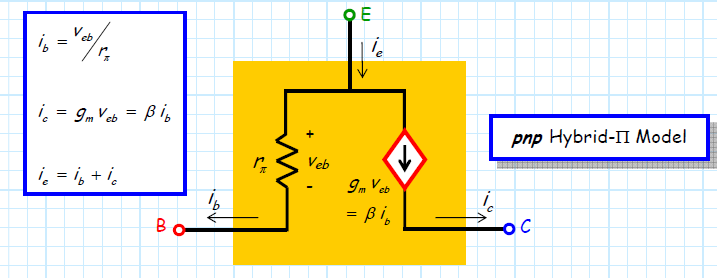 E
i_b = v_eb / r_π
i_e
i_c = g_m v_eb = β i_b
pnp Hybrid-Π Model
+
r_π
v_eb
i_e = i_b + i_c
-
g_m v_eb
= β i_b
i_b
i_c
B
C